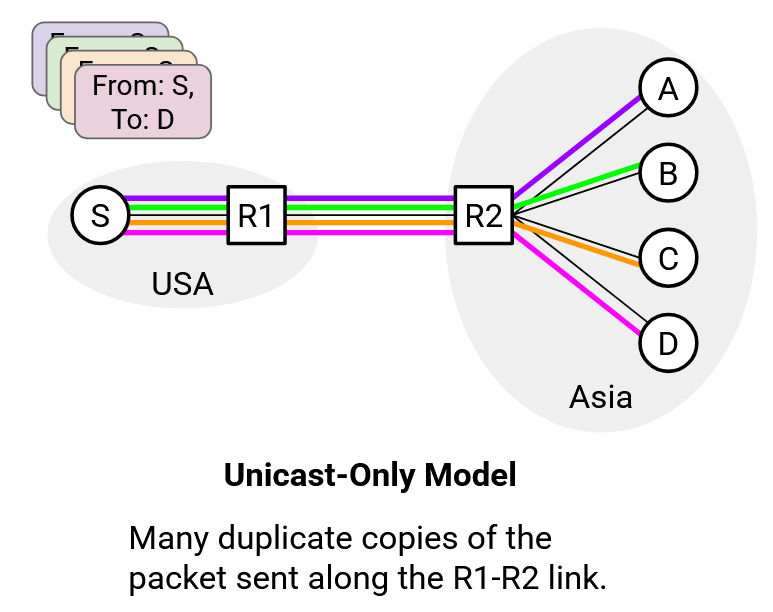 From: S,
To: D
A
B
S
R1
R2
C
USA
D
Asia
Unicast-Only Model
Many duplicate copies of the
packet sent along the R1-R2 link.